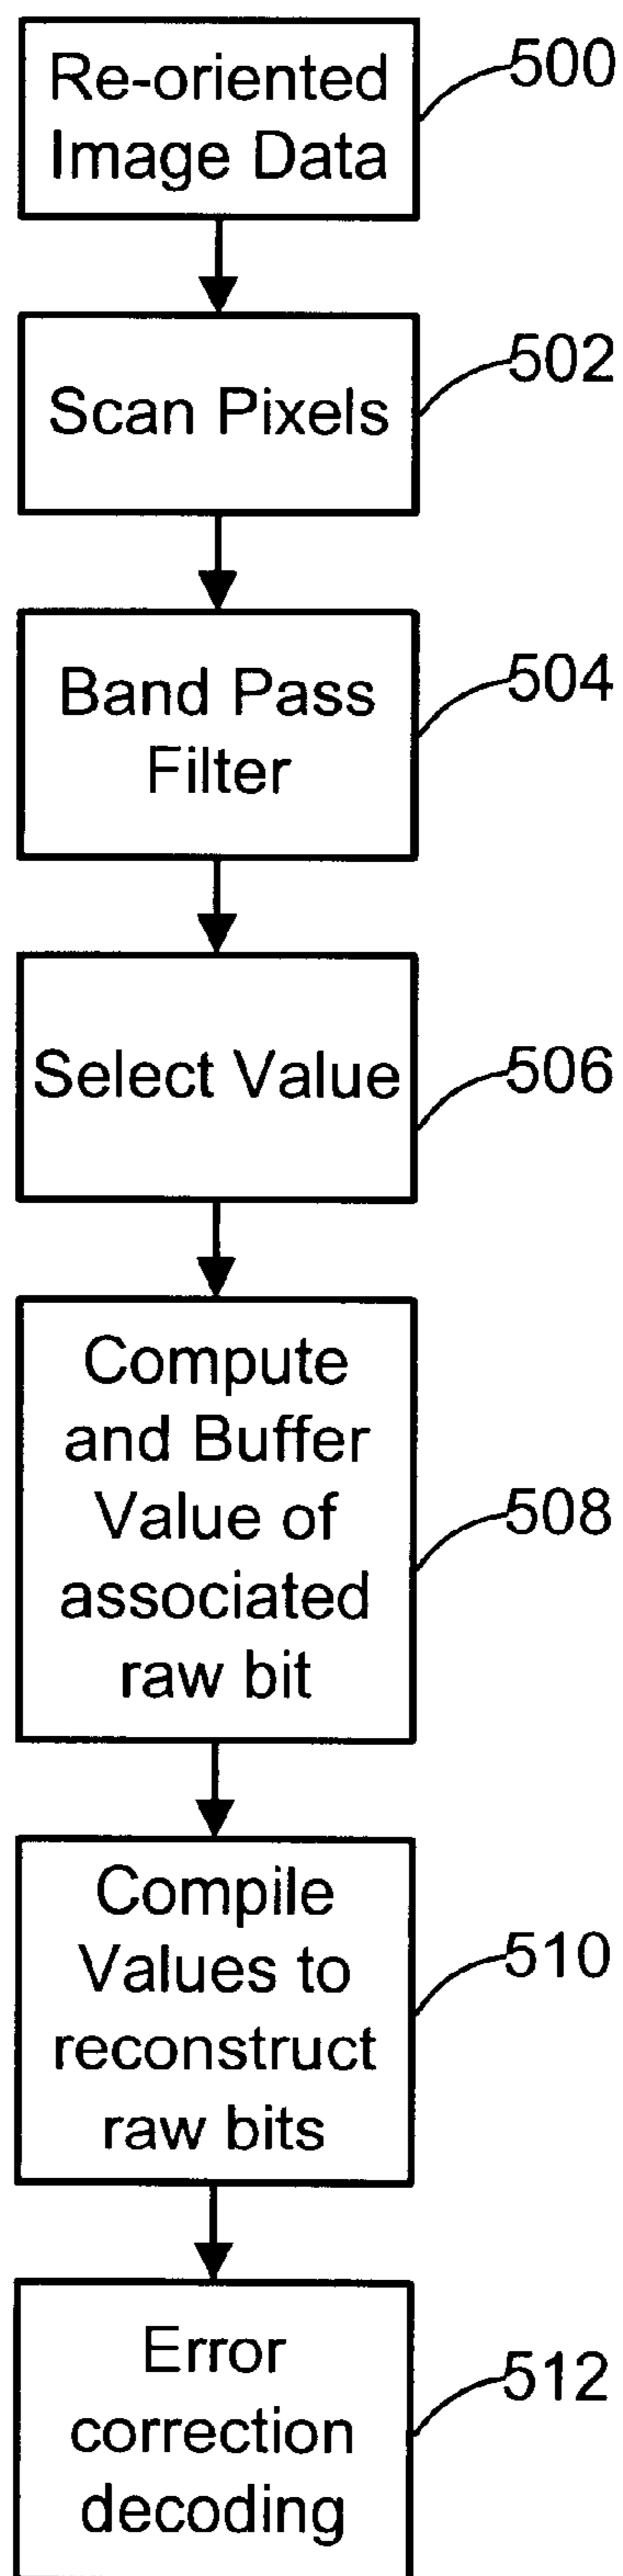 Re-oriented
Image Data
500
Scan Pixels
502
Band Pass
Filter
504
Select Value
506
Compute
and Buffer
Value of
associated
raw bit
508
Compile
Values to
reconstruct
raw bits
510
Error
correction
decoding
512